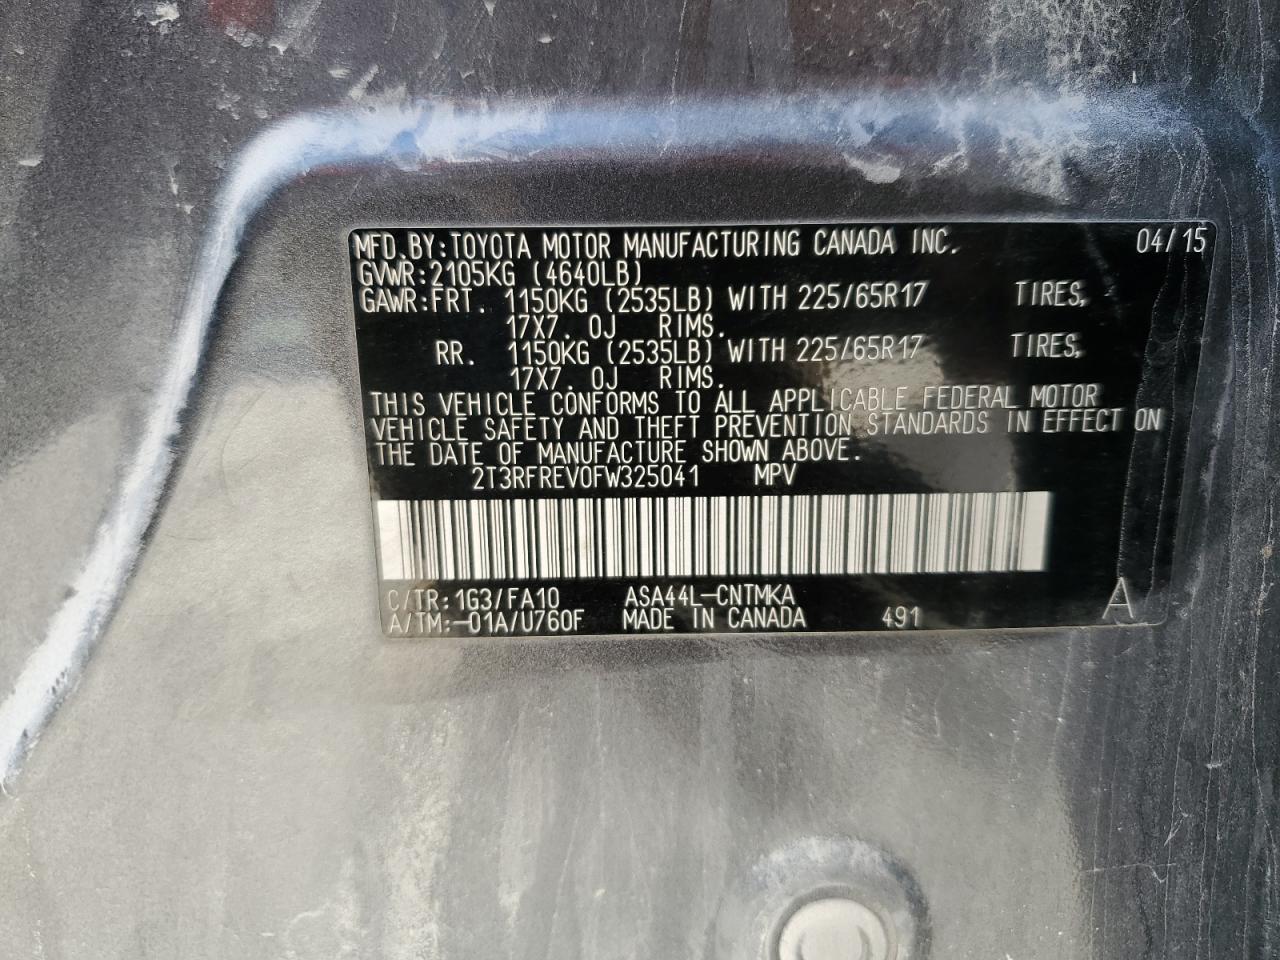 MFD.BY:TOYOTA MOTOR MANUFACTURING CANADA INC. 04/15
GVWR:2105KG (4640LB)
GAWR:FRT. 1150KG (2535LB) WITH 225/65R17 TIRES,
17X7.0J RIMS.
RR. 1150KG (2535LB) WITH 225/65R17 TIRES,
17X7.0J RIMS.
THIS VEHICLE CONFORMS TO ALL APPLICABLE FEDERAL MOTOR
VEHICLE SAFETY AND THEFT PREVENTION STANDARDS IN EFFECT ON
THE DATE OF MANUFACTURE SHOWN ABOVE.
2T3RFREV0FW325041 MPV
C/TR:1G3/FA10 ASA44L-CNTMKA
A/TM:-01A/U760F MADE IN CANADA 491 A